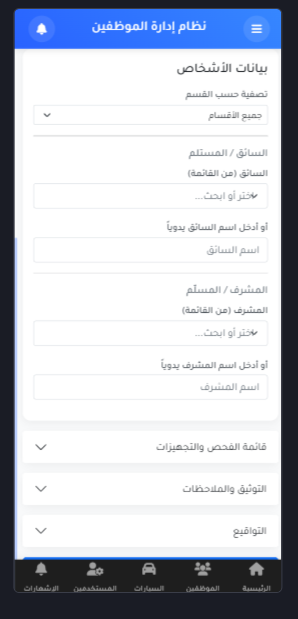 نظام إدارة الموظفين
بيانات الأشخاص
تصفية حسب القسم
جميع الأقسام
السائق / المستلم
السائق (من القائمة)
اختر أو ابحث...
أو أدخل اسم السائق يدوياً
اسم السائق
المشرف / المسلّم
المشرف (من القائمة)
اختر أو ابحث...
أو أدخل اسم المشرف يدوياً
اسم المشرف
قائمة الفحص والتجهيزات
التوثيق والملاحظات
التواقيع
الرئيسية الموظفين السيارات المستخدمين الإشعارات